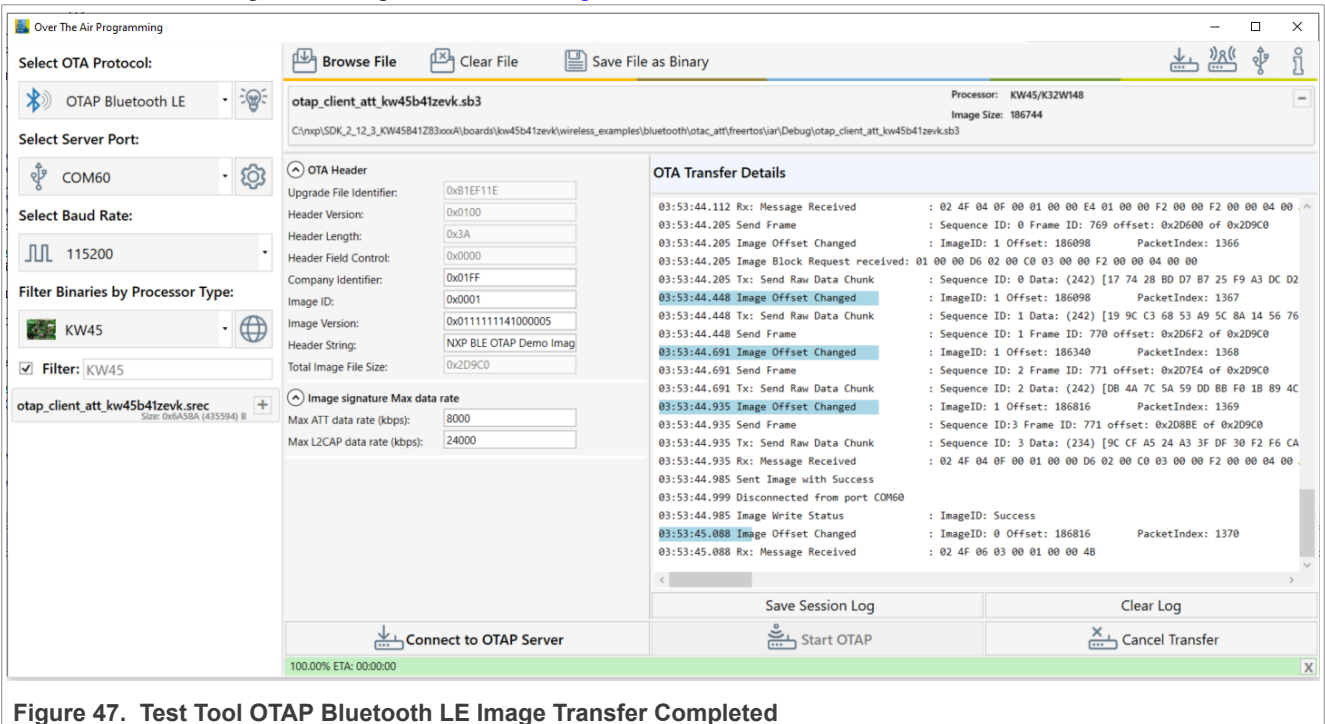 Over The Air Programming
Select OTA Protocol:
OTAP Bluetooth LE
Select Server Port:
COM60
Select Baud Rate:
115200
Filter Binaries by Processor Type:
KW45
Filter: KW45
otap_client_att_kw45b41zevk.srec
Size: 0x6A58A (435594) B
Browse File
Clear File
Save File as Binary
otap_client_att_kw45b41zevk.sb3
Processor: KW45/K32W148
Image Size: 186744
C:\nxp\SDK_2_12_3_KW45B41Z83xxxA\boards\kw45b41zevk\wireless_examples\bluetooth\otac_att\freertos\iar\Debug\otap_client_att_kw45b41zevk.sb3
OTA Header
Upgrade File Identifier: 0xB1EF11E
Header Version: 0x0100
Header Length: 0x3A
Header Field Control: 0x0000
Company Identifier: 0x01FF
Image ID: 0x0001
Image Version: 0x0111111141000005
Header String: NXP BLE OTAP Demo Imag
Total Image File Size: 0x2D9C0
Image signature Max data rate
Max ATT data rate (kbps): 8000
Max L2CAP data rate (kbps): 24000
OTA Transfer Details
03:53:44.112 Rx: Message Received : 02 4F 04 0F 00 01 00 00 E4 01 00 00 F2 00 00 F2 00 00 04 00
03:53:44.205 Send Frame : Sequence ID: 0 Frame ID: 769 offset: 0x2D600 of 0x2D9C0
03:53:44.205 Image Offset Changed : ImageID: 1 Offset: 186098 PacketIndex: 1366
03:53:44.205 Image Block Request received: 01 00 00 D6 02 00 C0 03 00 00 F2 00 00 04 00 00
03:53:44.205 Tx: Send Raw Data Chunk : Sequence ID: 0 Data: (242) [17 74 28 BD D7 B7 25 F9 A3 DC D2
03:53:44.448 Image Offset Changed : ImageID: 1 Offset: 186098 PacketIndex: 1367
03:53:44.448 Tx: Send Raw Data Chunk : Sequence ID: 1 Data: (242) [19 9C C3 68 53 A9 5C 8A 14 56 76
03:53:44.448 Send Frame : Sequence ID: 1 Frame ID: 770 offset: 0x2D6F2 of 0x2D9C0
03:53:44.691 Image Offset Changed : ImageID: 1 Offset: 186340 PacketIndex: 1368
03:53:44.691 Send Frame : Sequence ID: 2 Frame ID: 771 offset: 0x2D7E4 of 0x2D9C0
03:53:44.691 Tx: Send Raw Data Chunk : Sequence ID: 2 Data: (242) [DB 4A 7C 5A 59 DD BB F0 1B 89 4C
03:53:44.935 Image Offset Changed : ImageID: 1 Offset: 186816 PacketIndex: 1369
03:53:44.935 Send Frame : Sequence ID:3 Frame ID: 771 offset: 0x2D8BE of 0x2D9C0
03:53:44.935 Tx: Send Raw Data Chunk : Sequence ID: 3 Data: (234) [9C CF A5 24 A3 3F DF 30 F2 F6 CA
03:53:44.935 Rx: Message Received : 02 4F 04 0F 00 01 00 00 D6 02 00 C0 03 00 00 F2 00 00 04 00
03:53:44.985 Sent Image with Success
03:53:44.999 Disconnected from port COM60
03:53:44.985 Image Write Status : ImageID: Success
03:53:45.088 Image Offset Changed : ImageID: 0 Offset: 186816 PacketIndex: 1370
03:53:45.088 Rx: Message Received : 02 4F 06 03 00 01 00 00 4B
Save Session Log
Clear Log
Connect to OTAP Server
Start OTAP
Cancel Transfer
100.00% ETA: 00:00:00
X
Figure 47. Test Tool OTAP Bluetooth LE Image Transfer Completed